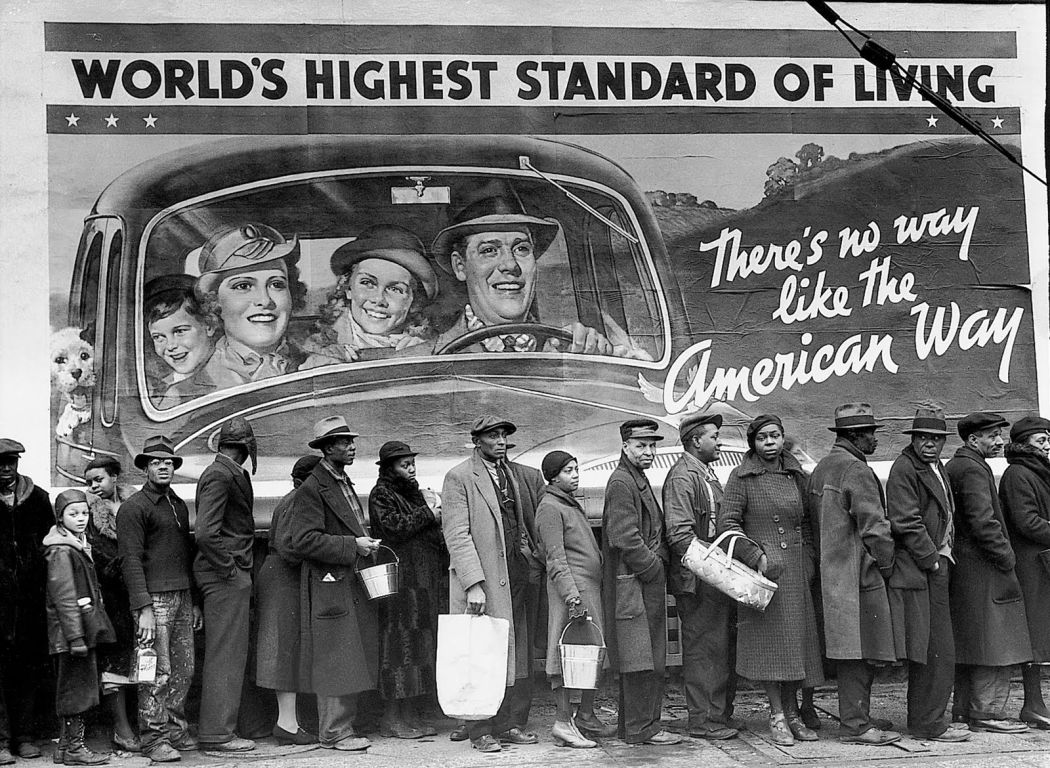 WORLD'S HIGHEST STANDARD OF LIVING
There's no way
like the
American Way